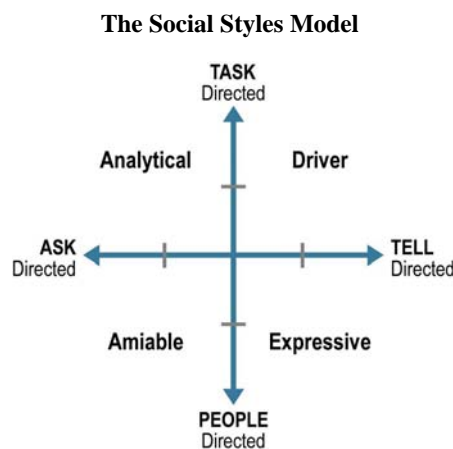 The Social Styles Model
TASK
Directed
Analytical
Driver
ASK
Directed
TELL
Directed
Amiable
Expressive
PEOPLE
Directed